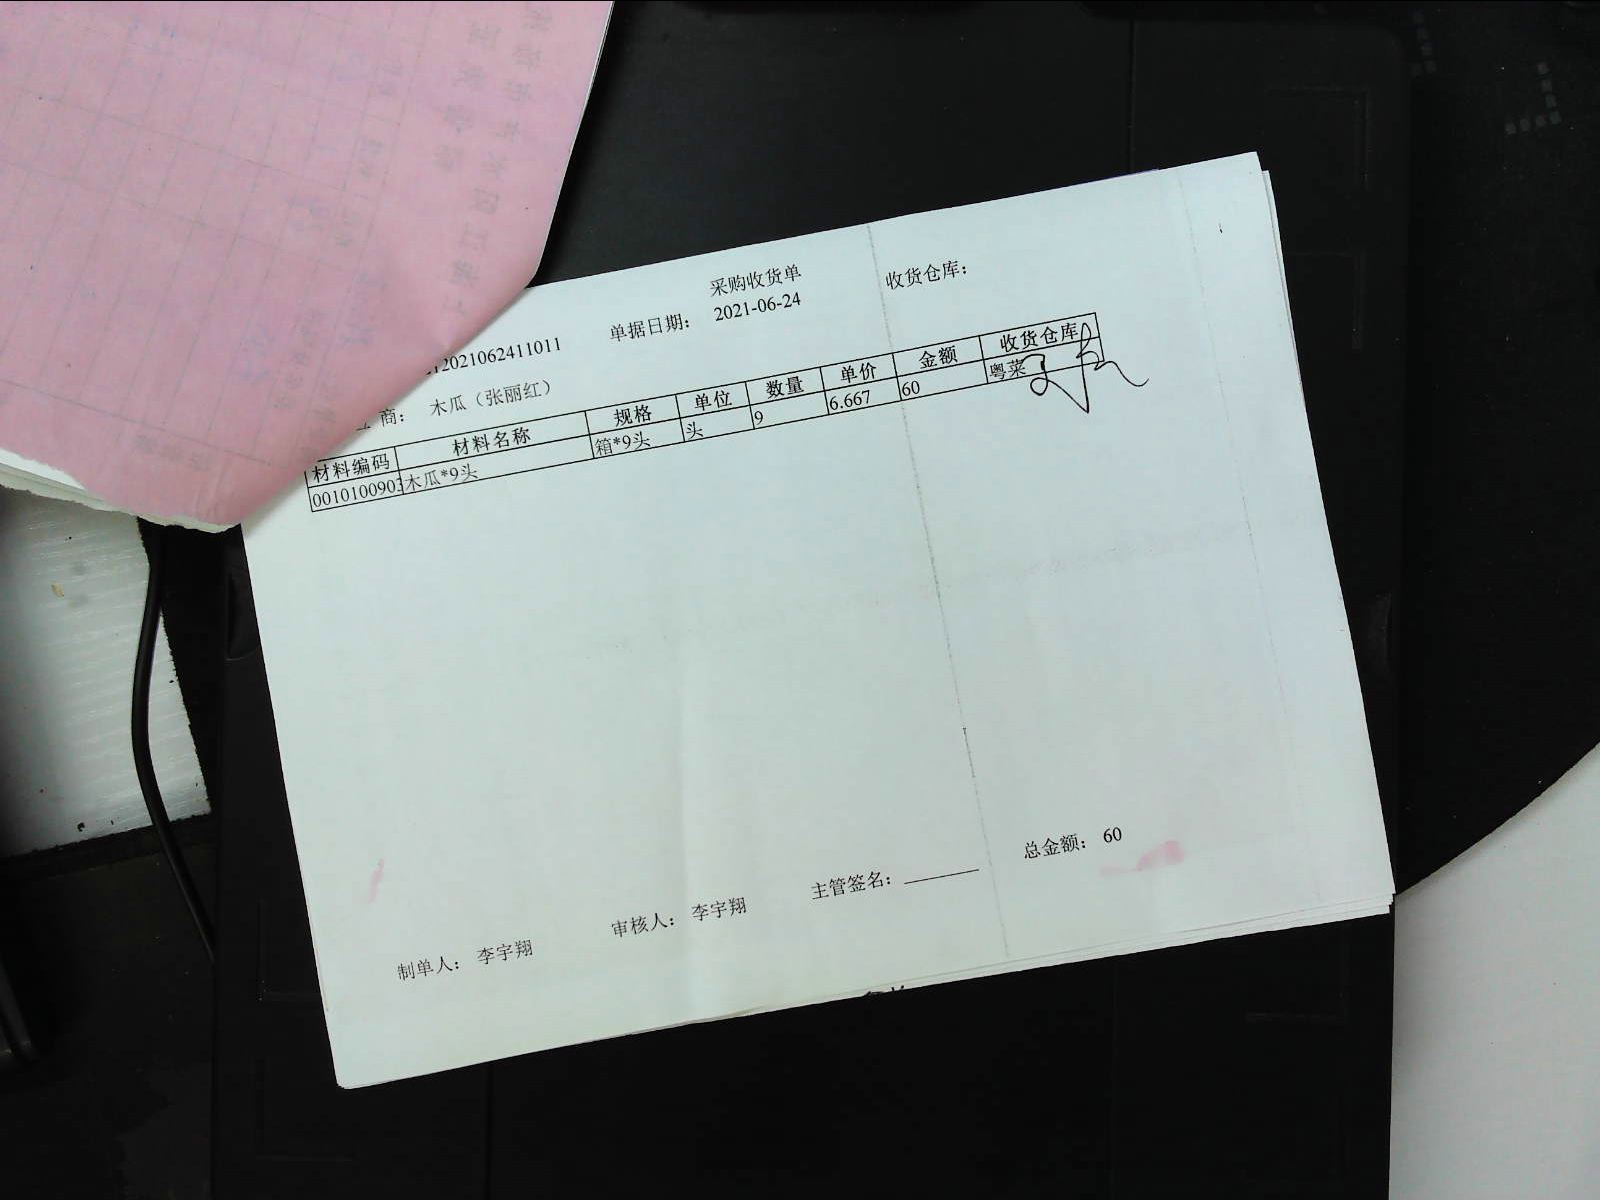 采购收货单
单据日期： 2021-06-24 收货仓库：
2021062411011
商： 木瓜（张丽红）
材料编码 材料名称 规格 单位 数量 单价 金额 收货仓库
001010090 木瓜*9头 箱*9头 头 9 6.667 60 粤菜
总金额： 60
制单人： 李宇翔 审核人： 李宇翔 主管签名：